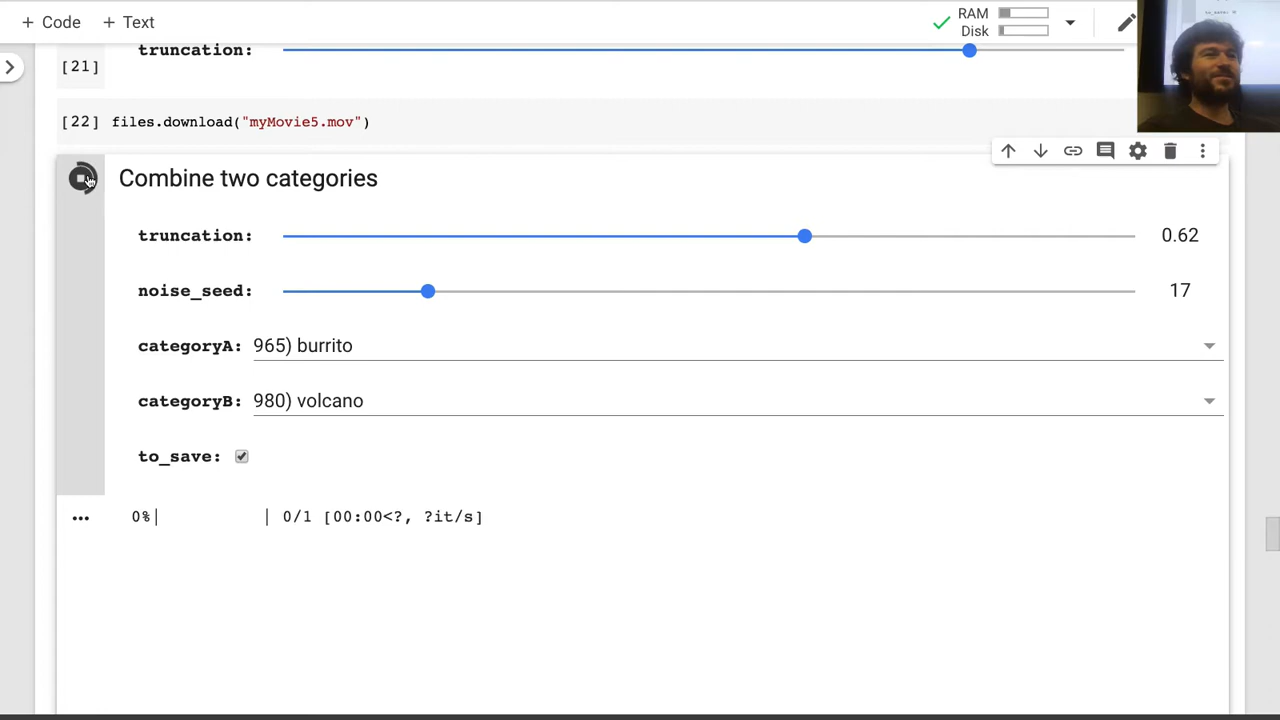 + Code + Text
RAM
Disk
truncation:
[21]
[22] files.download("myMovie5.mov")
Combine two categories
truncation: 0.62
noise_seed: 17
categoryA: 965) burrito
categoryB: 980) volcano
to_save:
0%| | 0/1 [00:00<?, ?it/s]